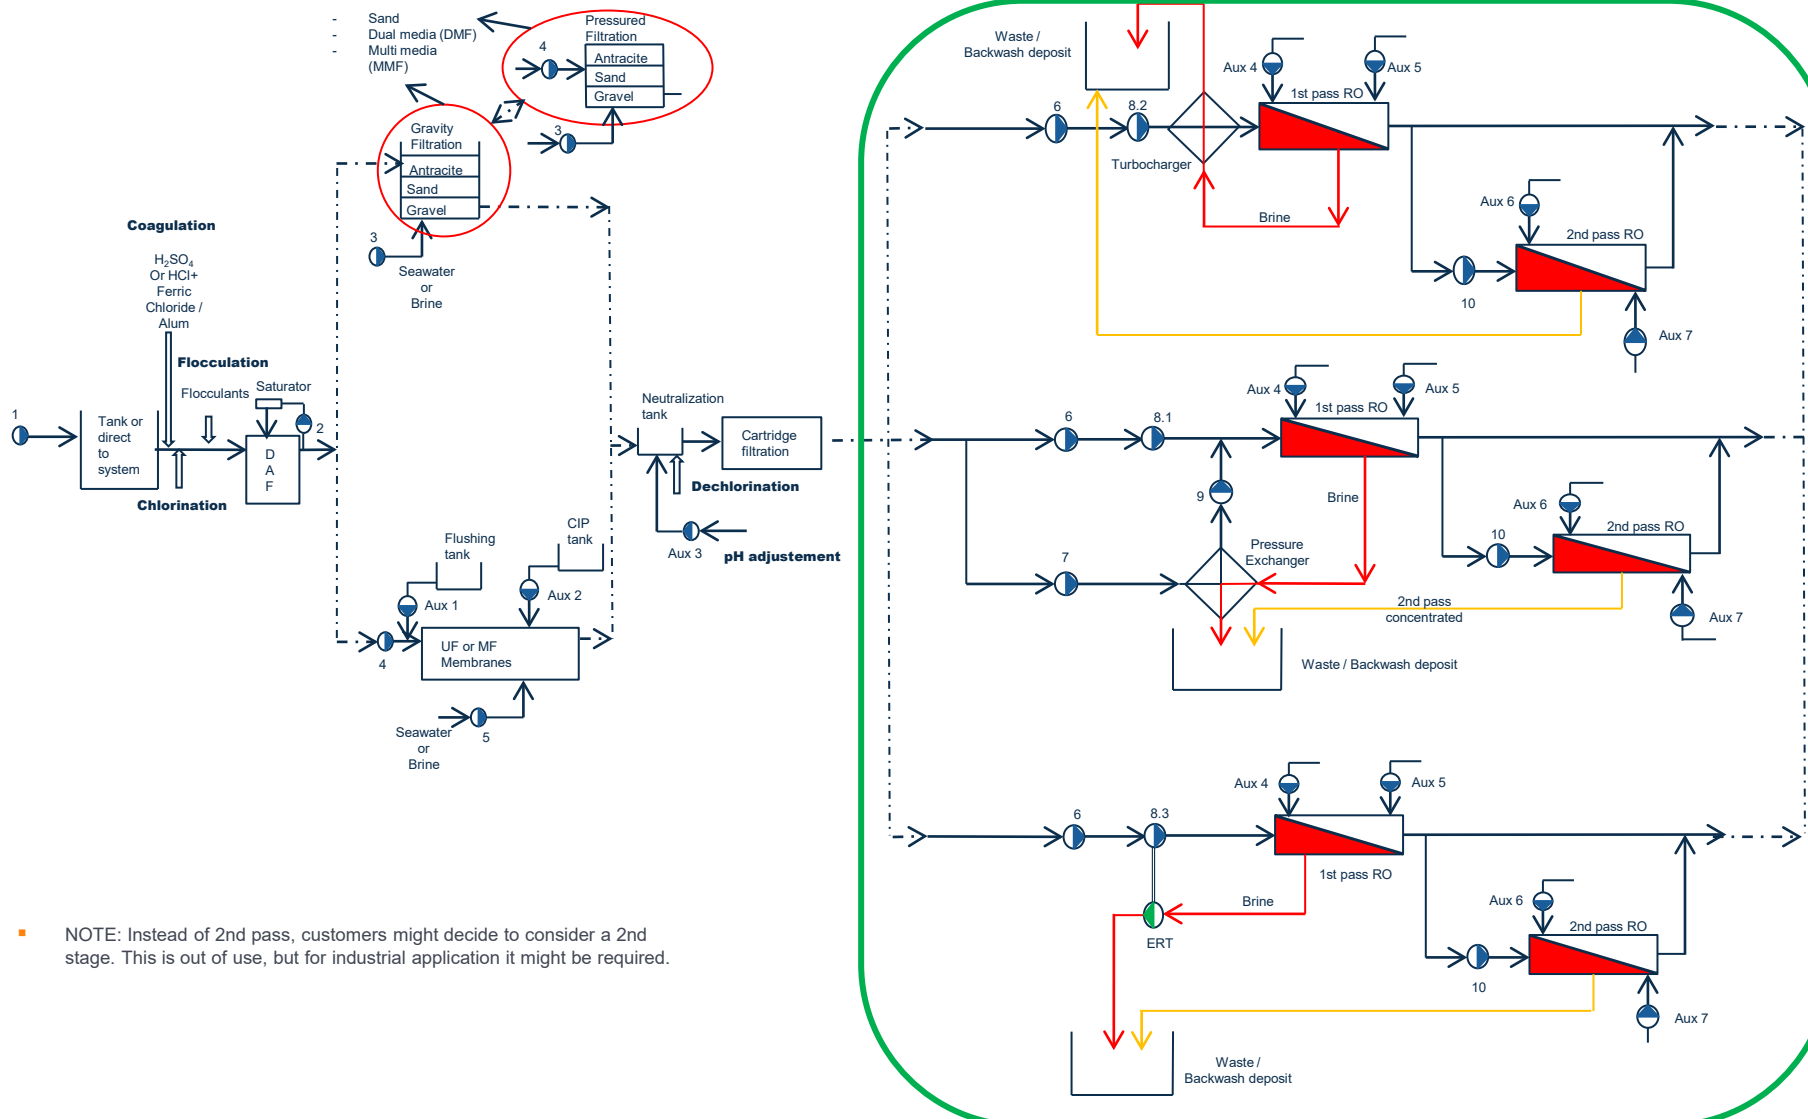 - Sand
- Dual media (DMF)
- Multi media
(MMF)
Pressured
Filtration
4
Antracite
Sand
Gravel
3
Gravity
Filtration
Antracite
Sand
Gravel
3
Seawater
or
Brine
Coagulation
H2SO4
Or HCl+
Ferric
Chloride /
Alum
Flocculation
Flocculants
Saturator
1
Tank or
direct
to
system
2
D
A
F
Chlorination
Flushing
tank
Aux 1
CIP
tank
Aux 2
4
UF or MF
Membranes
Seawater
or
Brine
5
Neutralization
tank
Cartridge
filtration
Dechlorination
Aux 3
pH adjustement
Waste /
Backwash deposit
6
8.2
Turbocharger
Aux 4
Aux 5
1st pass RO
Brine
Aux 6
2nd pass RO
10
Aux 7
6
8.1
Aux 4
Aux 5
1st pass RO
9
Brine
7
Pressure
Exchanger
Aux 6
2nd pass RO
10
2nd pass
concentrated
Aux 7
Waste / Backwash deposit
6
8.3
Aux 4
Aux 5
1st pass RO
Brine
ERT
Aux 6
2nd pass RO
10
Aux 7
Waste /
Backwash deposit
▪ NOTE: Instead of 2nd pass, customers might decide to consider a 2nd
stage. This is out of use, but for industrial application it might be required.